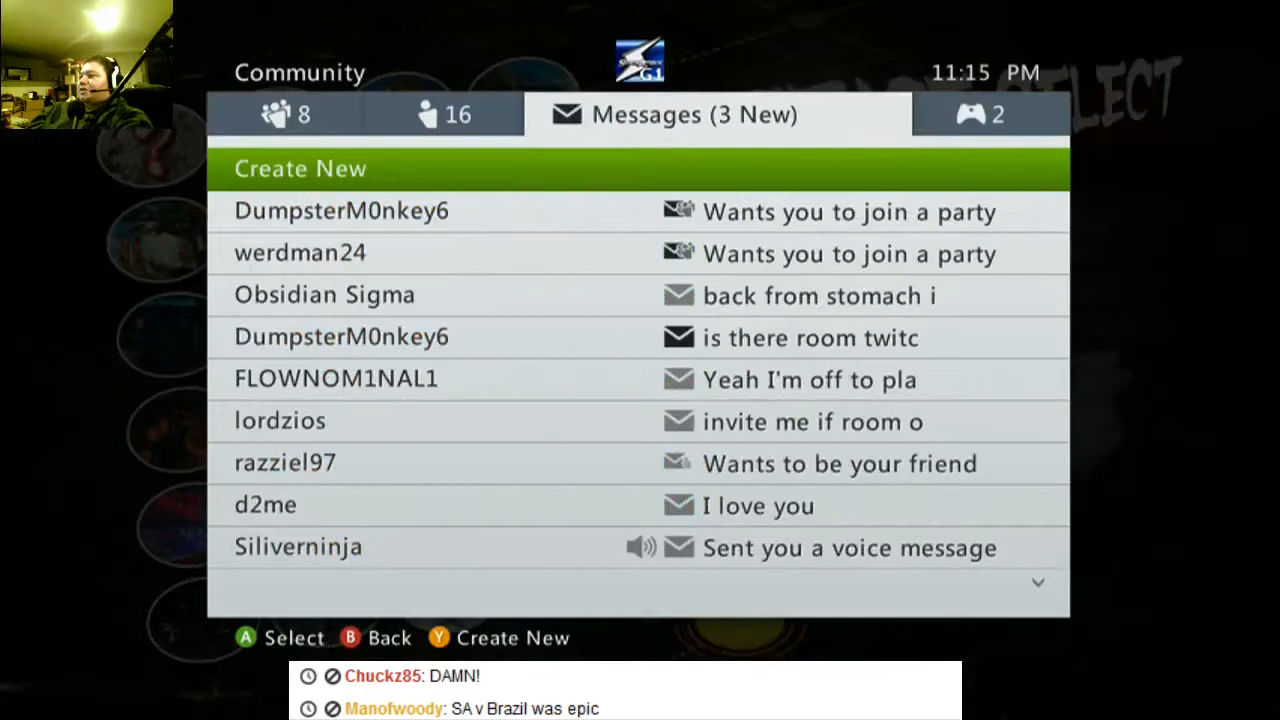 Community
11:15 PM
8
16
Messages (3 New)
2
Create New
DumpsterM0nkey6 Wants you to join a party
werdman24 Wants you to join a party
Obsidian Sigma back from stomach i
DumpsterM0nkey6 is there room twitc
FLOWNOM1NAL1 Yeah I'm off to pla
lordzios invite me if room o
razziel97 Wants to be your friend
d2me I love you
Siliverninja Sent you a voice message
A Select B Back Y Create New
Chuckz85: DAMN!
Manofwoody: SA v Brazil was epic